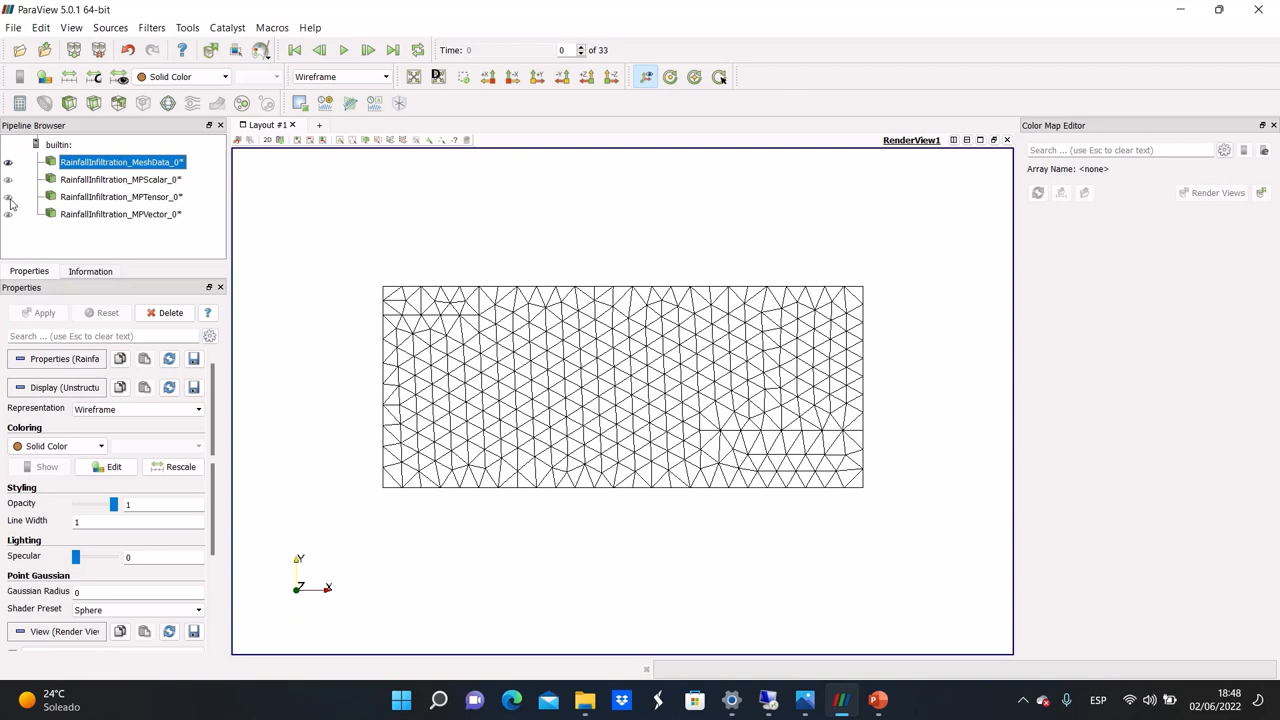 ParaView 5.0.1 64-bit
File Edit View Sources Filters Tools Catalyst Macros Help
Time: 0 0 of 33
Solid Color Wireframe
Pipeline Browser
Layout #1
Color Map Editor
RenderView1
builtin:
Search ... (use Esc to clear text)
RainfallInfiltration_MeshData_0*
Array Name: <none>
RainfallInfiltration_MPScalar_0*
Render Views
RainfallInfiltration_MPTensor_0*
RainfallInfiltration_MPVector_0*
Properties Information
Properties
Apply Reset Delete ?
Search ... (use Esc to clear text)
Properties (Rainfa
Display (Unstructu
Representation Wireframe
Coloring
Solid Color
Show Edit Rescale
Styling
Opacity 1
Line Width 1
Lighting
Specular 0
Point Gaussian
Gaussian Radius 0
Shader Preset Sphere
View (Render Vie
Y
Z X
24°C
Soleado
ESP
18:48
02/06/2022